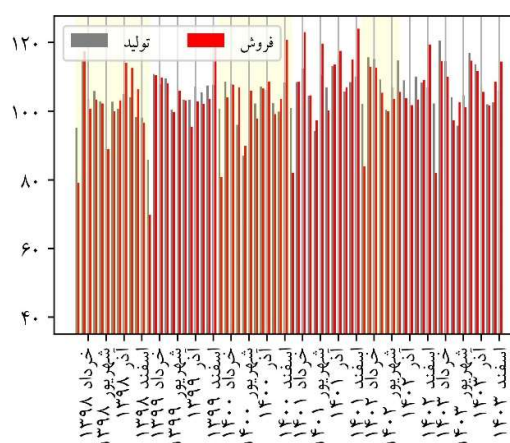 تولید
فروش
۱۲۰
۱۰۰
۸۰
۶۰
۴۰
خرداد ۱۳۹۸
شهریور ۱۳۹۸
آذر ۱۳۹۸
اسفند ۱۳۹۸
خرداد ۱۳۹۹
شهریور ۱۳۹۹
آذر ۱۳۹۹
اسفند ۱۳۹۹
خرداد ۱۴۰۰
شهریور ۱۴۰۰
آذر ۱۴۰۰
اسفند ۱۴۰۰
خرداد ۱۴۰۱
شهریور ۱۴۰۱
آذر ۱۴۰۱
اسفند ۱۴۰۱
خرداد ۱۴۰۲
شهریور ۱۴۰۲
آذر ۱۴۰۲
اسفند ۱۴۰۲
خرداد ۱۴۰۳
شهریور ۱۴۰۳
آذر ۱۴۰۳
اسفند ۱۴۰۳